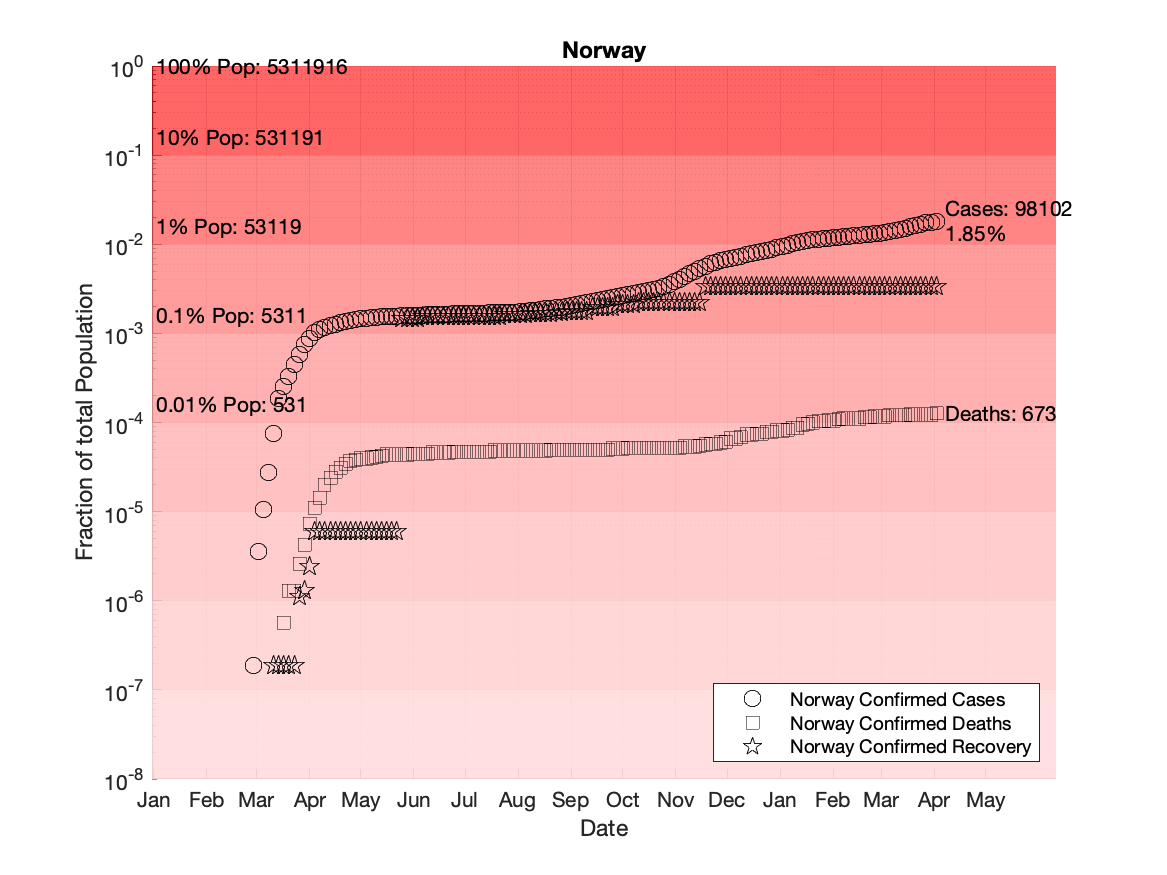 Norway
10^0
10^-1
10^-2
10^-3
10^-4
10^-5
10^-6
10^-7
10^-8
Fraction of total Population
100% Pop: 5311916
10% Pop: 531191
1% Pop: 53119
0.1% Pop: 5311
0.01% Pop: 531
Cases: 98102
1.85%
Deaths: 673
Norway Confirmed Cases
Norway Confirmed Deaths
Norway Confirmed Recovery
Jan Feb Mar Apr May Jun Jul Aug Sep Oct Nov Dec Jan Feb Mar Apr May
Date